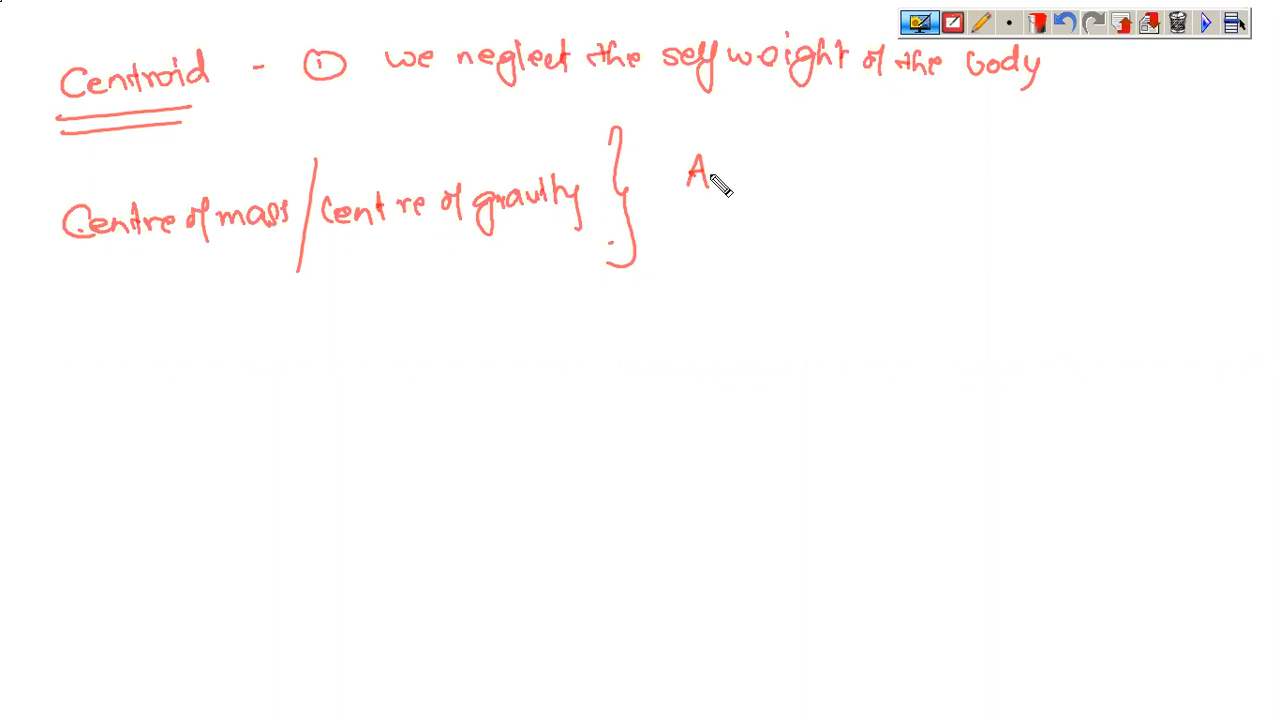 Centroid - ① we neglect the self weight of the body
Centre of mass / centre of gravity } A